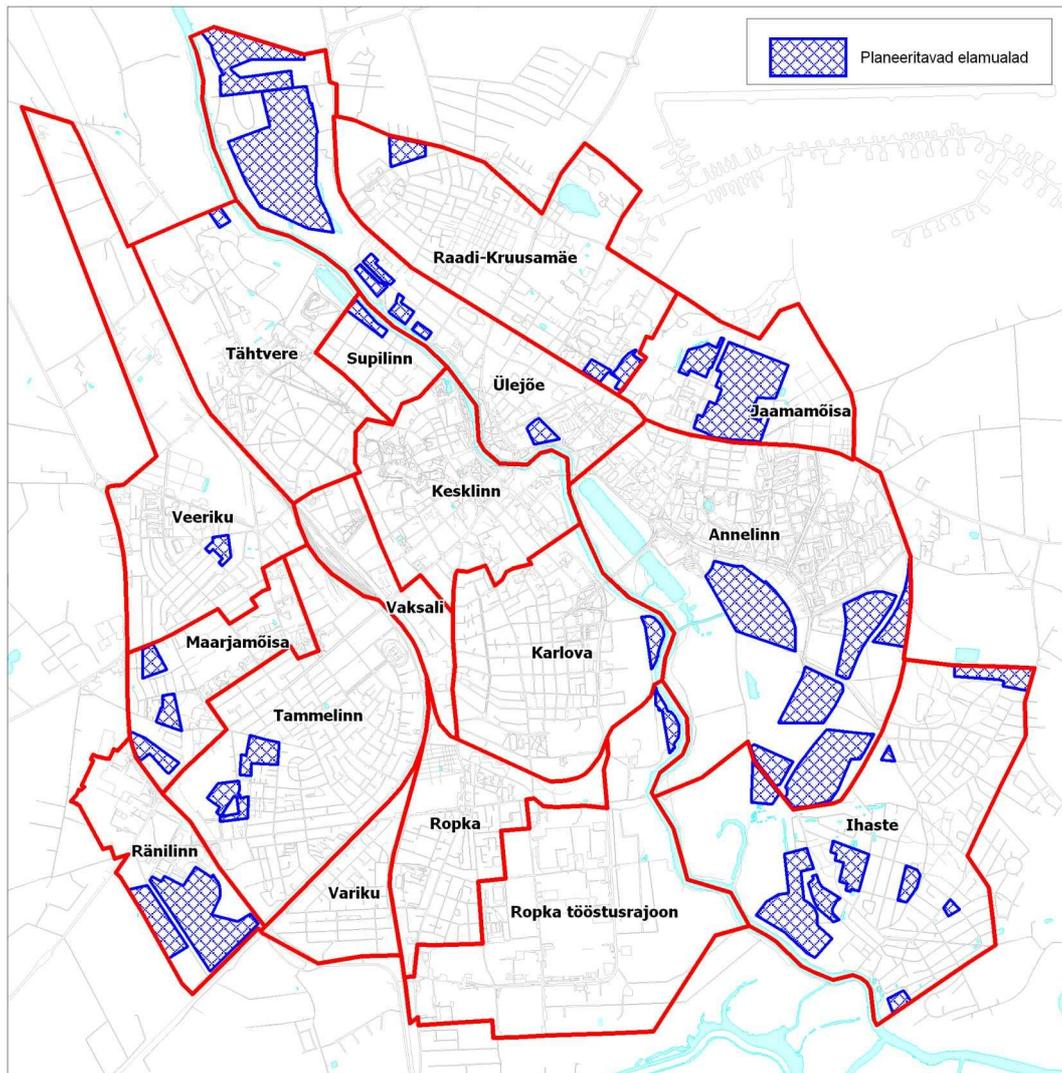 Planeeritavad elamualad
Raadi-Kruusamäe
Tähtvere
Supilinn
Ülejõe
Jaamamõisa
Kesklinn
Veeriku
Annelinn
Vaksali
Maarjamõisa
Karlova
Tammelinn
Ropka
Ihaste
Ränilinn
Variku
Ropka tööstusrajoon